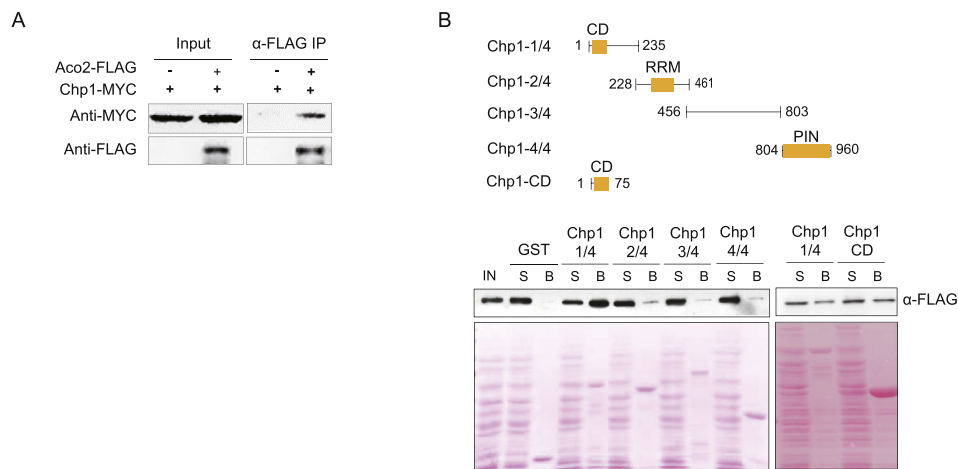 A
Input α-FLAG IP
Aco2-FLAG - + - +
Chp1-MYC + + + +
Anti-MYC
Anti-FLAG
B
CD
Chp1-1/4 1 235
RRM
Chp1-2/4 228 461
Chp1-3/4 456 803
PIN
Chp1-4/4 804 960
CD
Chp1-CD 1 75
Chp1 Chp1 Chp1 Chp1 Chp1 Chp1
GST 1/4 2/4 3/4 4/4 1/4 CD
IN S B S B S B S B S B S B S B
α-FLAG